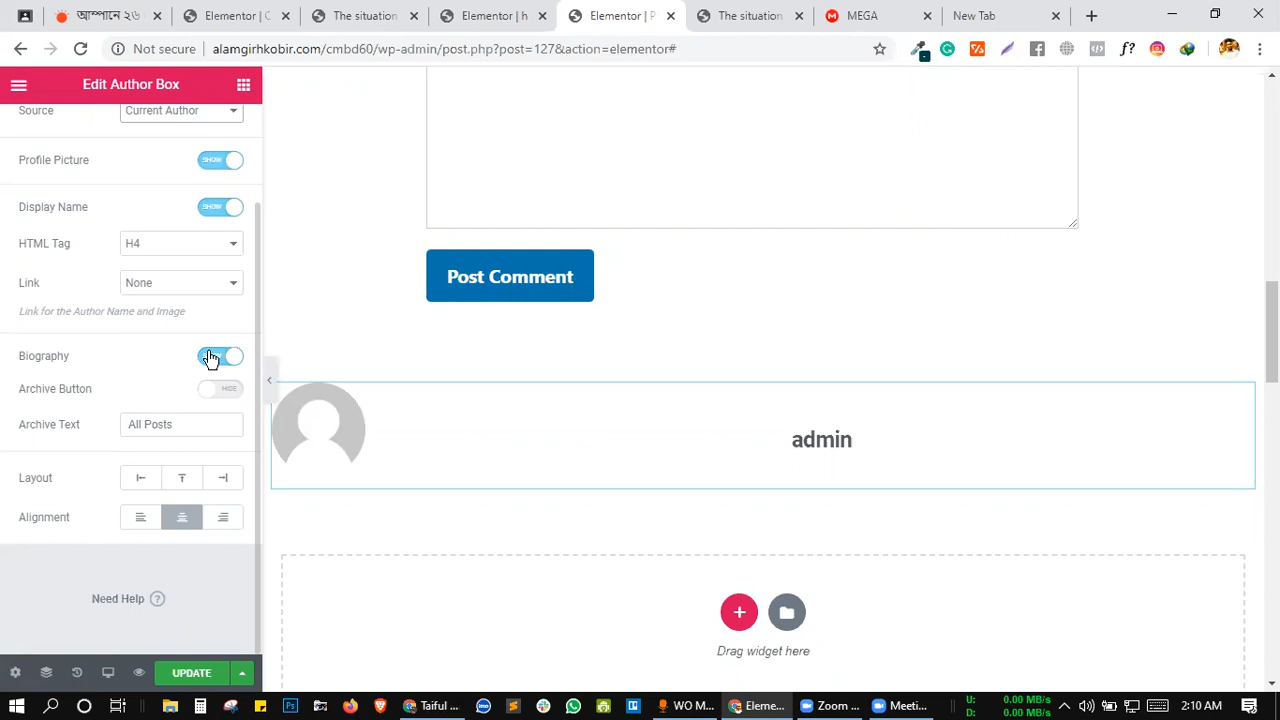 আম্পানে ১২
Elementor | C
The situation
Elementor | h
Elementor | P
The situation
MEGA
New Tab
Not secure
alamgirhkobir.com/cmbd60/wp-admin/post.php?post=127&action=elementor#
Edit Author Box
Source
Current Author
Profile Picture
SHOW
Display Name
SHOW
HTML Tag
H4
Link
None
Link for the Author Name and Image
Biography
Archive Button
HIDE
Archive Text
All Posts
Layout
Alignment
Need Help
UPDATE
Post Comment
admin
Drag widget here
Taiful ...
WO M...
Eleme...
Zoom ...
Meeti...
U: 0.00 MB/s
D: 0.00 MB/s
2:10 AM